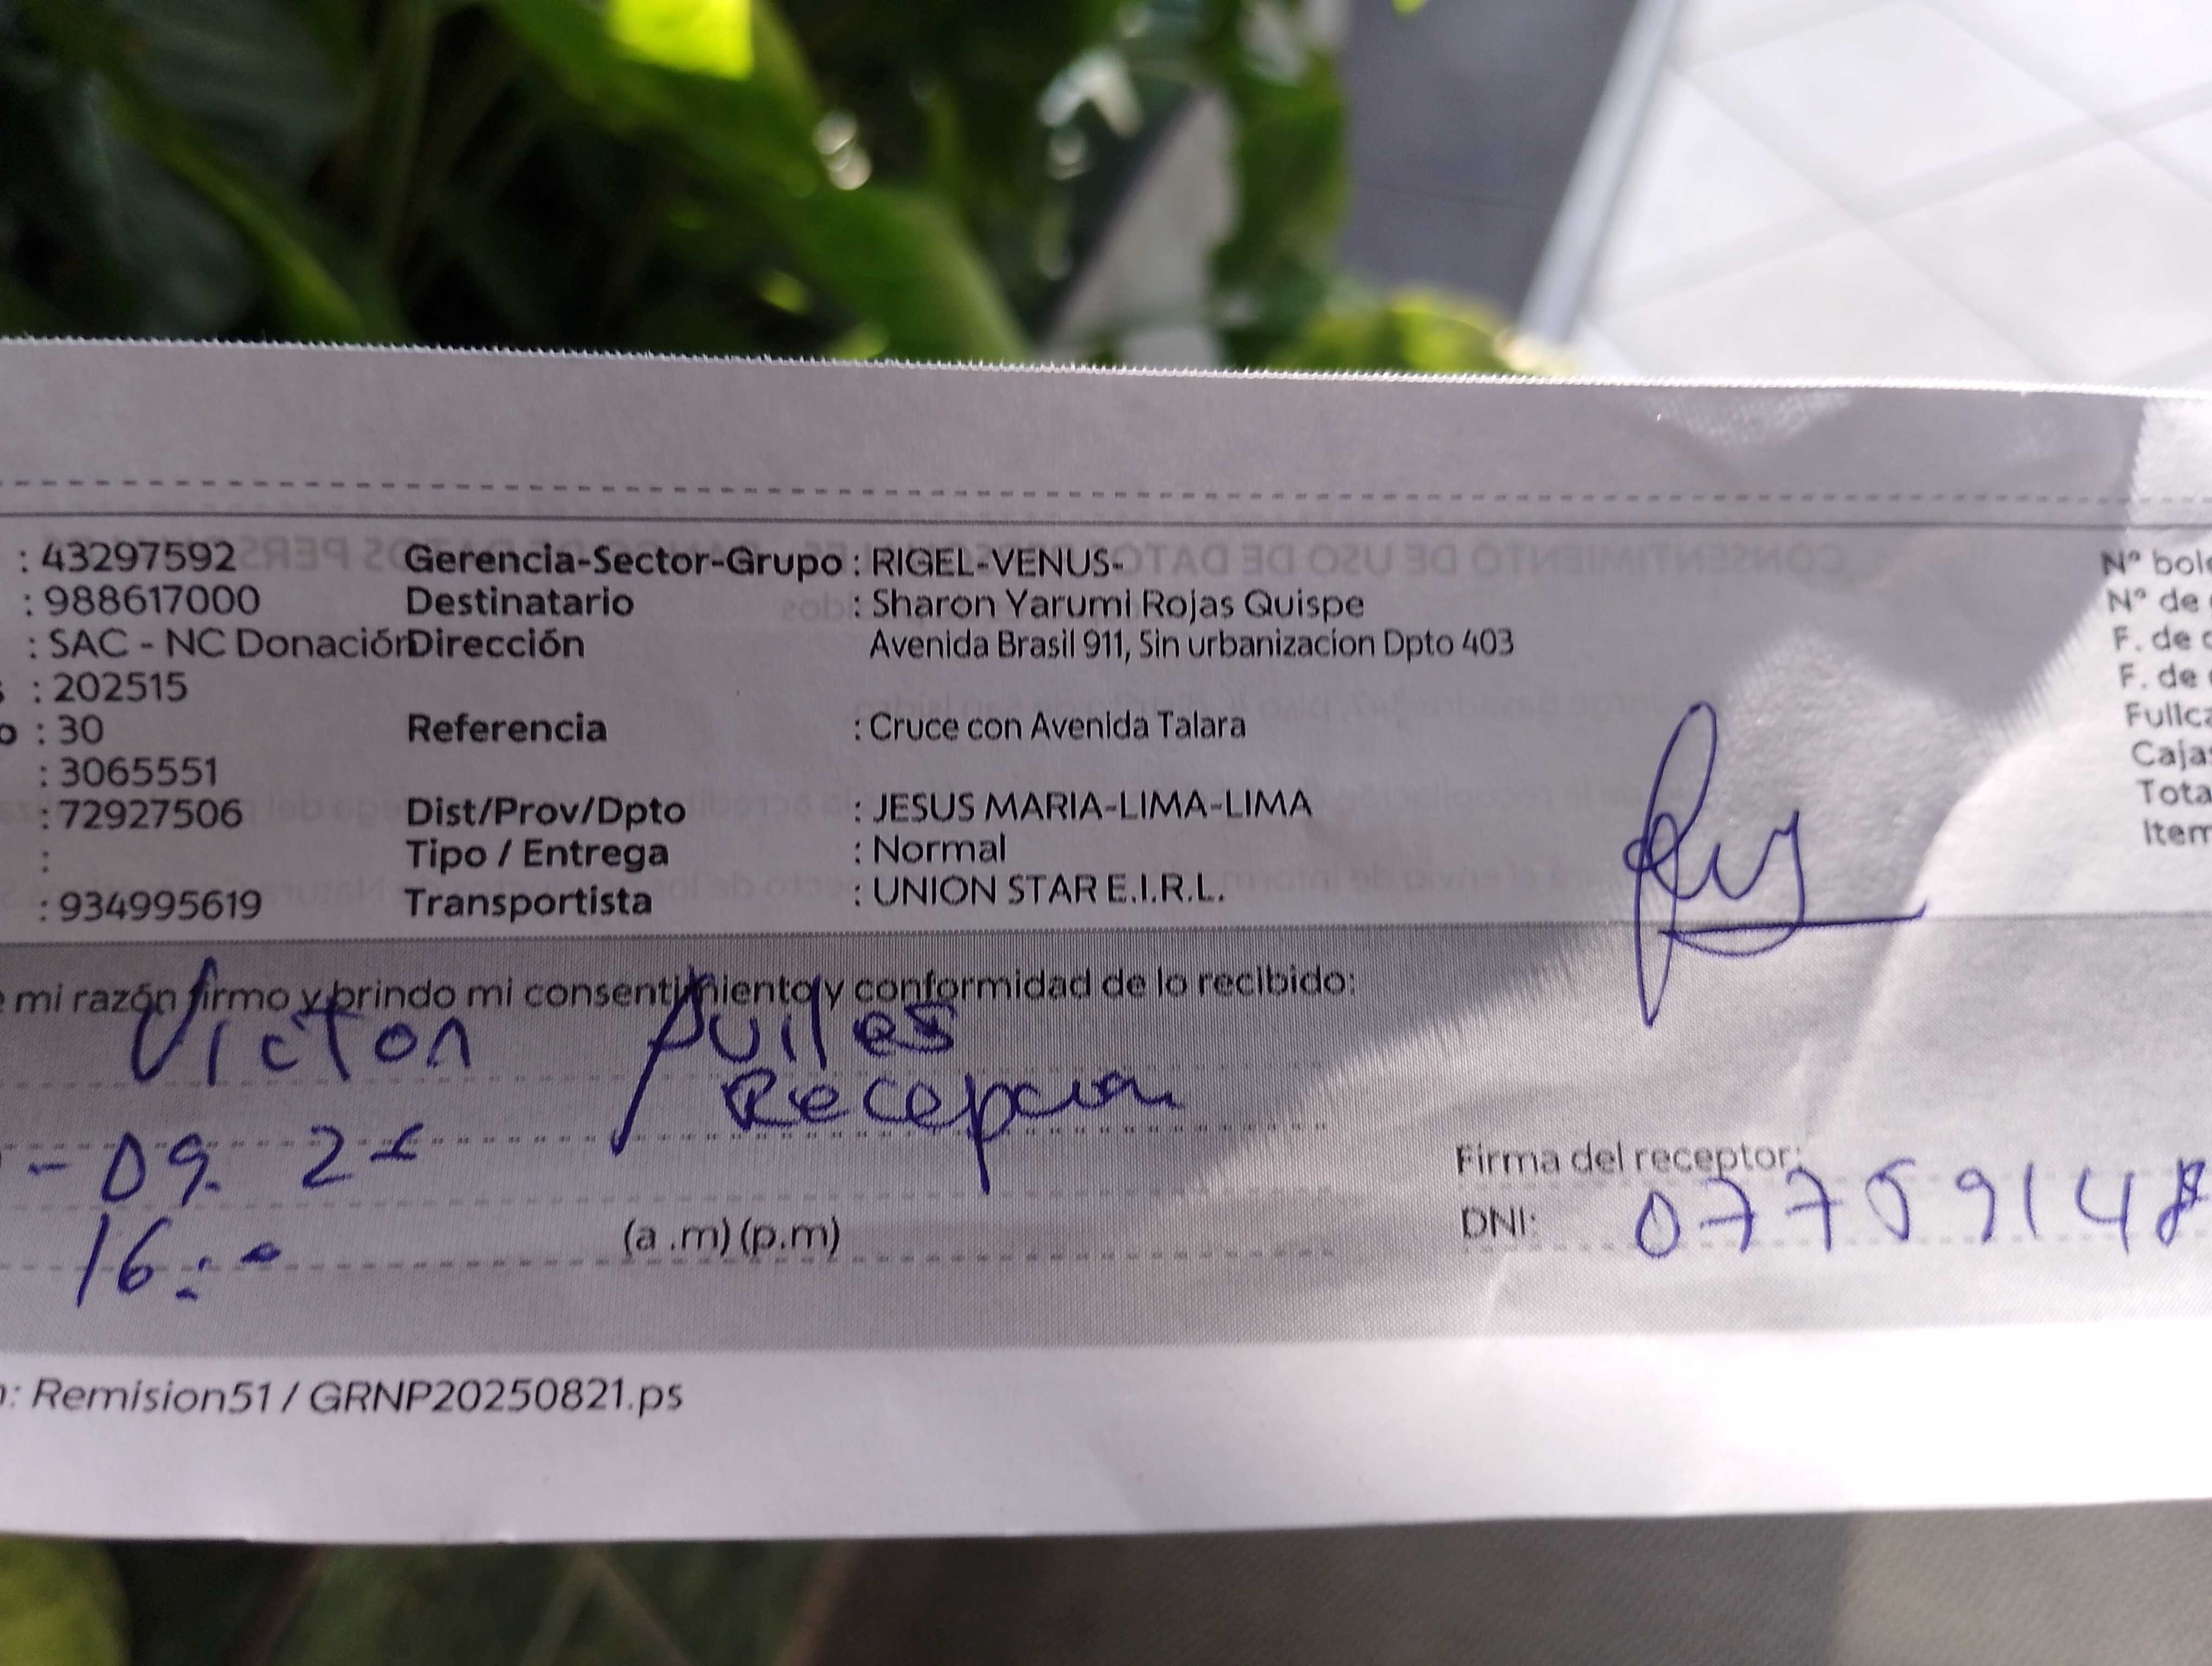 : 43297592 Gerencia-Sector-Grupo : RIGEL-VENUS-
: 988617000 Destinatario : Sharon Yarumi Rojas Quispe
: SAC - NC Donación Dirección Avenida Brasil 911, Sin urbanizacion Dpto 403
s : 202515
o : 30 Referencia : Cruce con Avenida Talara
: 3065551
: 72927506 Dist/Prov/Dpto : JESUS MARIA-LIMA-LIMA
: Tipo / Entrega : Normal
: 934995619 Transportista : UNION STAR E.I.R.L.
Nº bole
Nº de
F. de
F. de
Fullca
Cajas
Tota
Item
e mi razón firmo y brindo mi consentimiento y conformidad de lo recibido:
Victor Aviles
Recepcion
- 09. 25
Firma del receptor:
16:
(a .m) (p.m)
DNI:
: Remision51 / GRNP20250821.ps